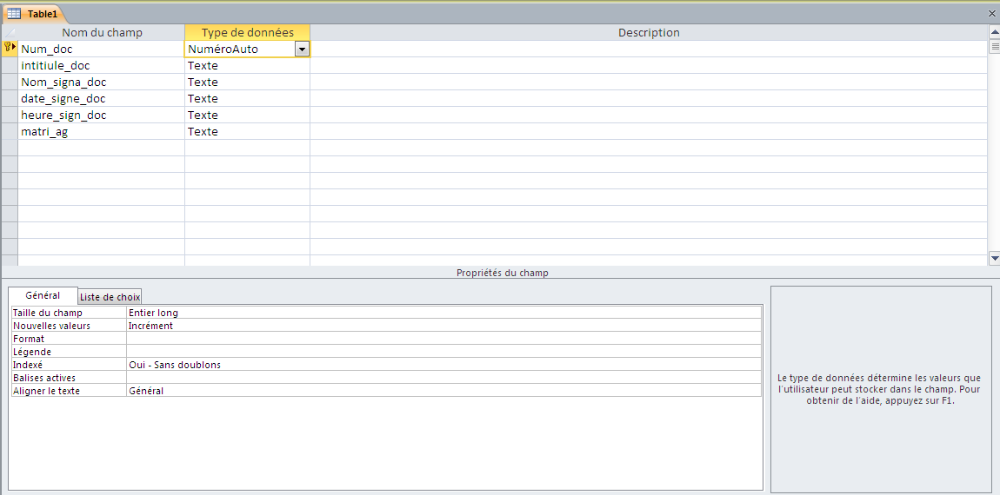 Table1
Nom du champ Type de données Description
Num_doc NuméroAuto
intitiule_doc Texte
Nom_signa_doc Texte
date_signe_doc Texte
heure_sign_doc Texte
matri_ag Texte
Propriétés du champ
Général Liste de choix
Taille du champ Entier long
Nouvelles valeurs Incrément
Format
Légende
Indexé Oui - Sans doublons
Balises actives
Aligner le texte Général
Le type de données détermine les valeurs que
l'utilisateur peut stocker dans le champ. Pour
obtenir de l'aide, appuyez sur F1.